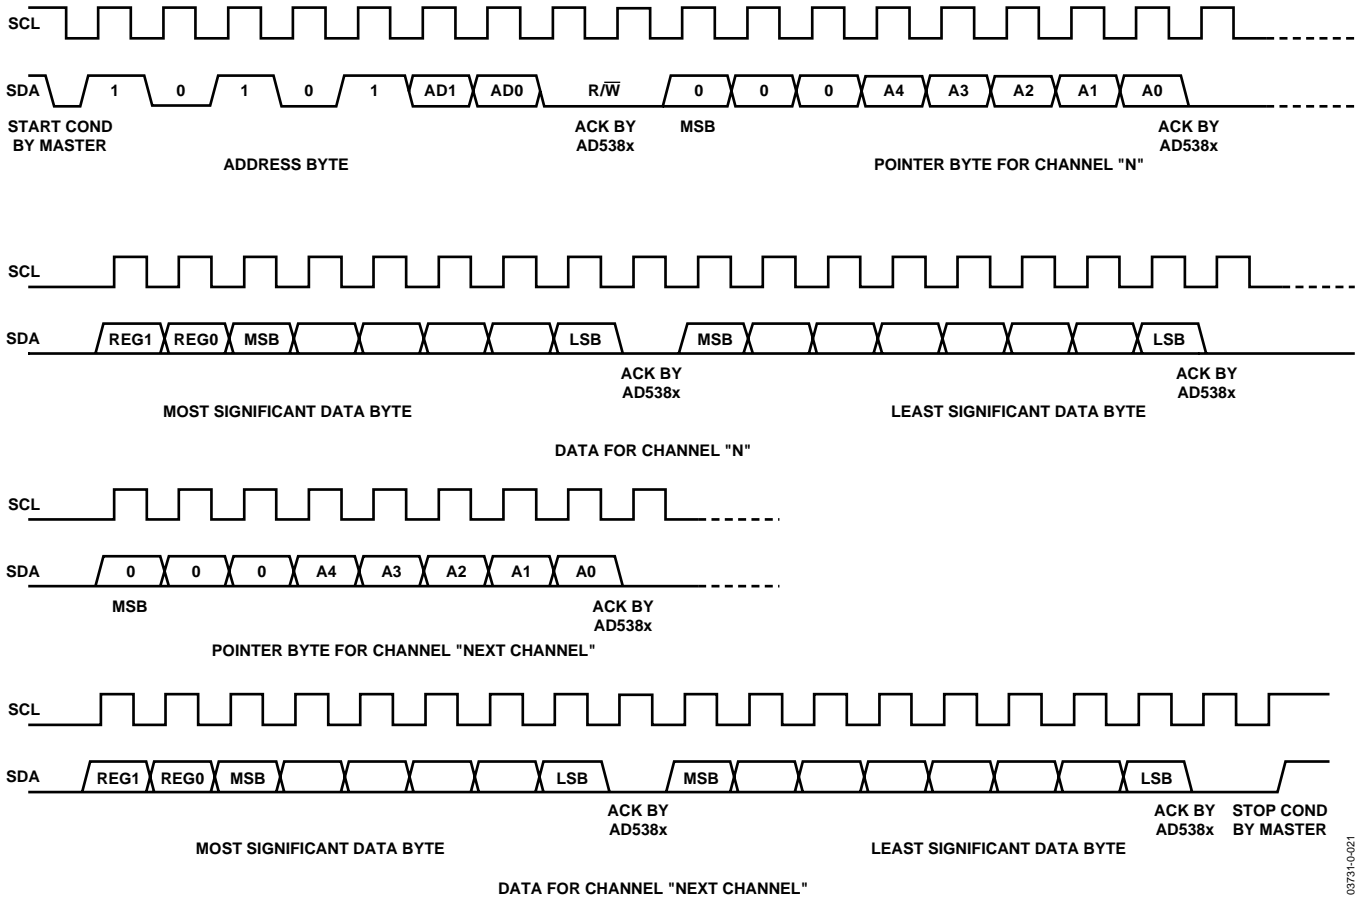 SCL
SDA 1 0 1 0 1 AD1 AD0 R/W̅ 0 0 0 A4 A3 A2 A1 A0
START COND BY MASTER
ACK BY AD538x
MSB
ACK BY AD538x
ADDRESS BYTE
POINTER BYTE FOR CHANNEL "N"
SCL
SDA REG1 REG0 MSB LSB MSB LSB
ACK BY AD538x
ACK BY AD538x
MOST SIGNIFICANT DATA BYTE
LEAST SIGNIFICANT DATA BYTE
DATA FOR CHANNEL "N"
SCL
SDA 0 0 0 A4 A3 A2 A1 A0
MSB
ACK BY AD538x
POINTER BYTE FOR CHANNEL "NEXT CHANNEL"
SCL
SDA REG1 REG0 MSB LSB MSB LSB
ACK BY AD538x
ACK BY AD538x
STOP COND BY MASTER
MOST SIGNIFICANT DATA BYTE
LEAST SIGNIFICANT DATA BYTE
DATA FOR CHANNEL "NEXT CHANNEL"
03731-0-021